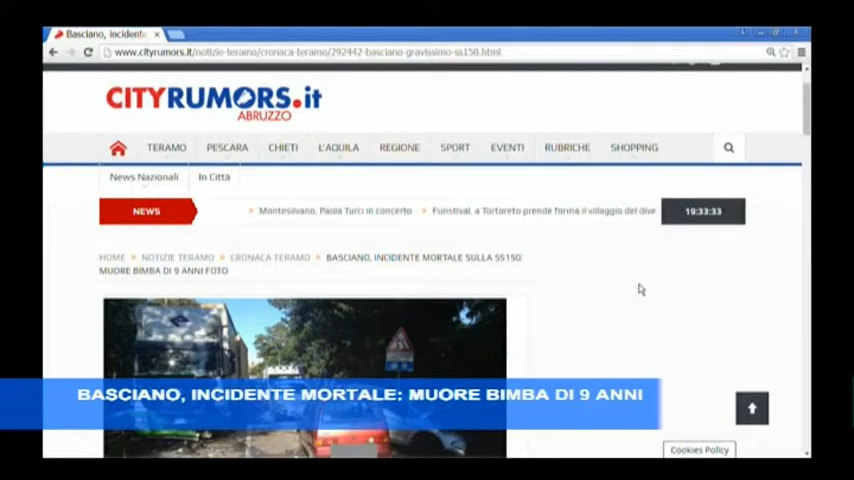 Basciano, incidente
www.cityrumors.it/notizie-teramo/cronaca-teramo/292442-basciano-gravissimo-ss150.html
CITYRUMORS.it
ABRUZZO
TERAMO PESCARA CHIETI L'AQUILA REGIONE SPORT EVENTI RUBRICHE SHOPPING
News Nazionali In Città
NEWS » Montesilvano, Paola Turci in concerto » Funstival, a Tortoreto prende forma il villaggio del dive 19:33:33
HOME » NOTIZIE TERAMO » CRONACA TERAMO » BASCIANO, INCIDENTE MORTALE SULLA SS150:
MUORE BIMBA DI 9 ANNI FOTO
BASCIANO, INCIDENTE MORTALE: MUORE BIMBA DI 9 ANNI
Cookies Policy